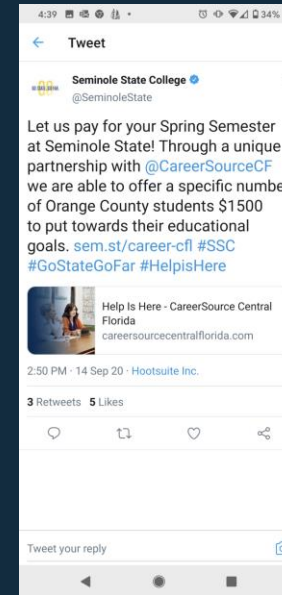 4:39 34%
Tweet
Seminole State College
@SeminoleState
Let us pay for your Spring Semester
at Seminole State! Through a unique
partnership with @CareerSourceCF
we are able to offer a specific numbe
of Orange County students $1500
to put towards their educational
goals. sem.st/career-cfl #SSC
#GoStateGoFar #HelpisHere
Help Is Here - CareerSource Central
Florida
careersourcecentralflorida.com
2:50 PM · 14 Sep 20 · Hootsuite Inc.
3 Retweets 5 Likes
Tweet your reply